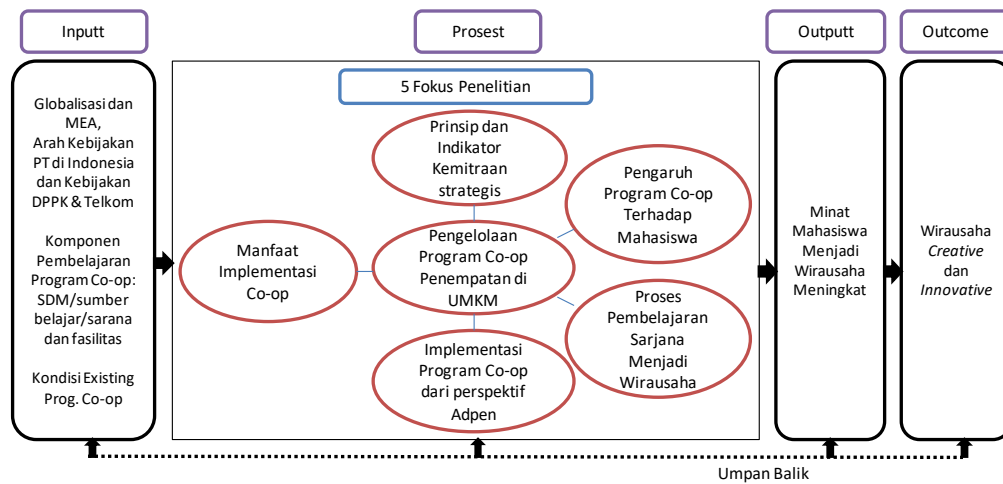 Inputt
Prosest
Outputt
Outcome
Globalisasi dan
MEA,
Arah Kebijakan
PT di Indonesia
dan Kebijakan
DPPK & Telkom
Komponen
Pembelajaran
Program Co-op:
SDM/sumber
belajar/sarana
dan fasilitas
Kondisi Existing
Prog. Co-op
5 Fokus Penelitian
Prinsip dan
Indikator
Kemitraan
strategis
Pengaruh
Program Co-op
Terhadap
Mahasiswa
Manfaat
Implementasi
Co-op
Pengelolaan
Program Co-op
Penempatan di
UMKM
Proses
Pembelajaran
Sarjana
Menjadi
Wirausaha
Implementasi
Program Co-op
dari perspektif
Adpen
Minat
Mahasiswa
Menjadi
Wirausaha
Meningkat
Wirausaha
Creative
dan
Innovative
Umpan Balik